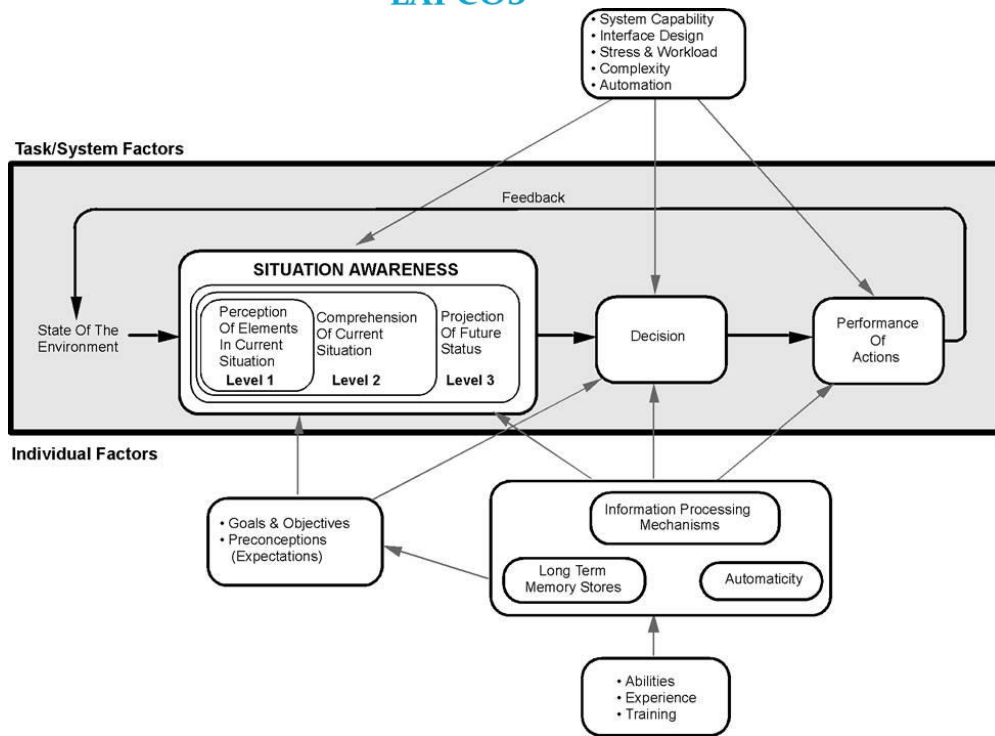 • System Capability
• Interface Design
• Stress & Workload
• Complexity
• Automation
Task/System Factors
Feedback
SITUATION AWARENESS
State Of The
Environment
Perception
Of Elements
In Current
Situation
Level 1
Comprehension
Of Current
Situation
Level 2
Projection
Of Future
Status
Level 3
Decision
Performance
Of
Actions
Individual Factors
• Goals & Objectives
• Preconceptions
(Expectations)
Information Processing
Mechanisms
Long Term
Memory Stores
Automaticity
• Abilities
• Experience
• Training